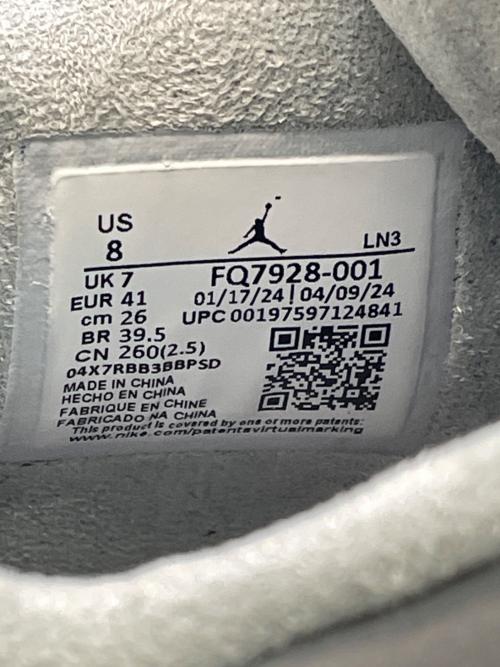 US
8
LN3
UK 7
FQ7928-001
EUR 41
01/17/24 | 04/09/24
cm 26
UPC 00197597124841
BR 39.5
CN 260(2.5)
04X7RBB3BBBPSD
MADE IN CHINA
HECHO EN CHINA
FABRIQUE EN CHINE
FABRICADO NA CHINA
This product is covered by one or more patents:
www.nike.com/patentsvirtualmarking